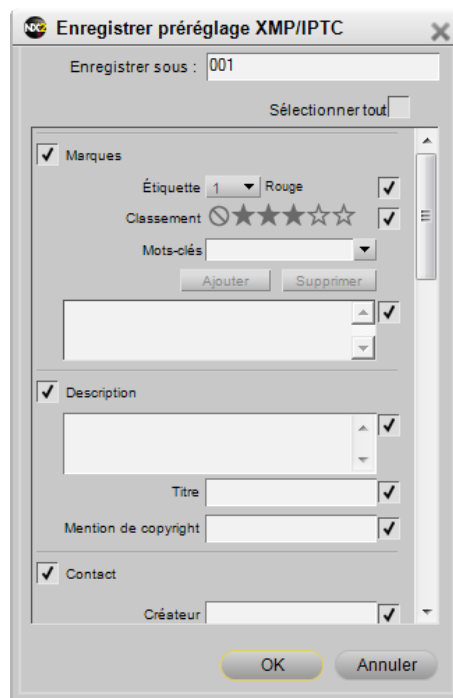 NX2 Enregistrer préréglage XMP/IPTC
Enregistrer sous : 001
Sélectionner tout
Marques
Étiquette 1 Rouge
Classement
Mots-clés
Ajouter Supprimer
Description
Titre
Mention de copyright
Contact
Créateur
OK Annuler